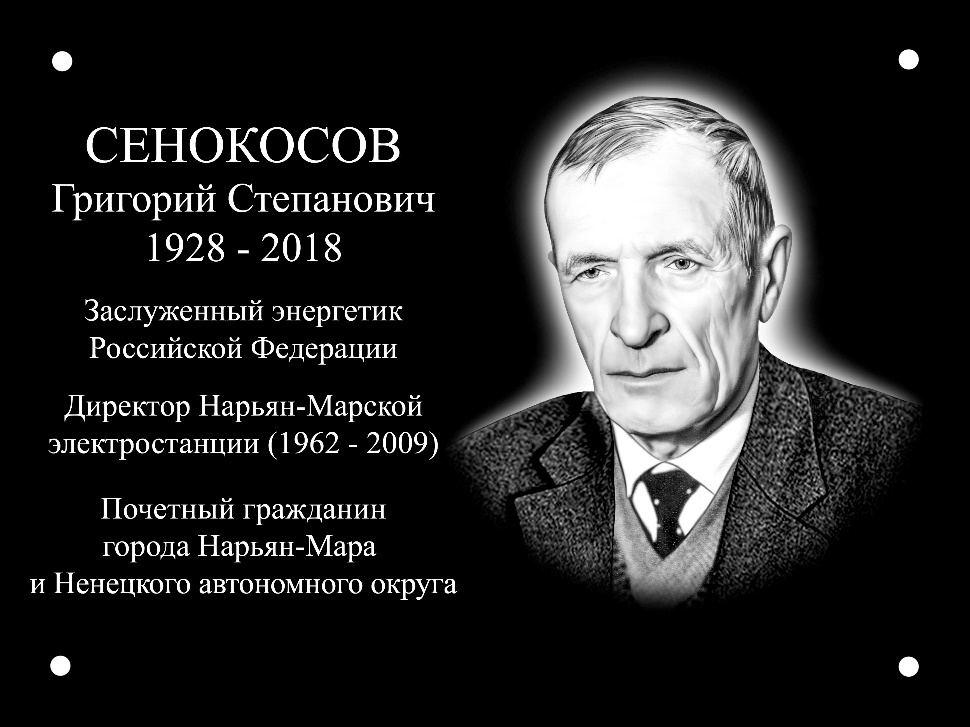 СЕНОКОСОВ
Григорий Степанович
1928 - 2018
Заслуженный энергетик
Российской Федерации
Директор Нарьян-Марской
электростанции (1962 - 2009)
Почетный гражданин
города Нарьян-Мара
и Ненецкого автономного округа